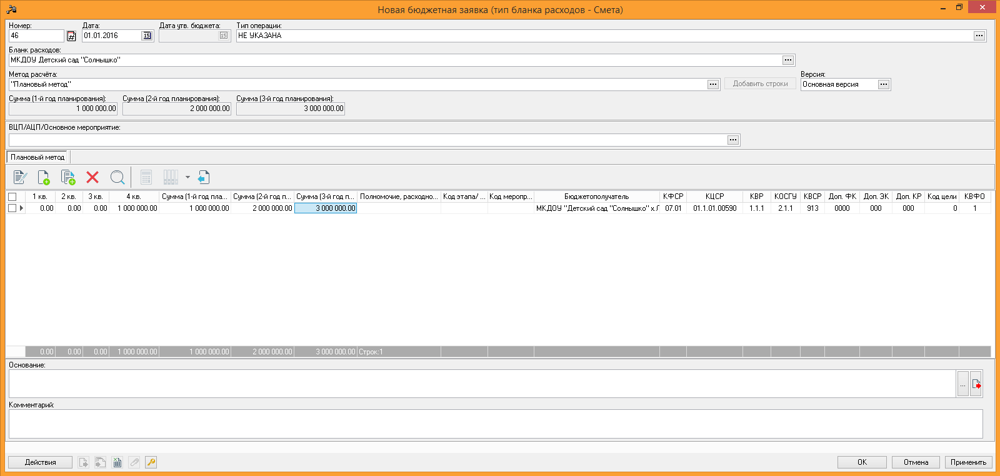 Новая бюджетная заявка (тип бланка расходов - Смета)
Номер: Дата: Дата утв. бюджета: Тип операции:
46 01.01.2016 15 15 НЕ УКАЗАНА ...
Бланк расходов:
МКДОУ Детский сад "Солнышко" ...
Метод расчёта: Версия:
"Плановый метод" ... Добавить строки Основная версия ...
Сумма (1-й год планирования): Сумма (2-й год планирования): Сумма (3-й год планирования):
1 000 000.00 2 000 000.00 3 000 000.00
ВЦП/АЦП/Основное мероприятие:
...
Плановый метод
1 кв. 2 кв. 3 кв. 4 кв. Сумма (1-й год пла... Сумма (2-й год п... Сумма (3-й год п... Полномочие, расходно... Код этапа/ ... Код меропр... Бюджетополучатель КФСР КЦСР КВР КОСГУ КВСР Доп. ФК Доп. ЭК Доп. КР Код цели КВФО
0.00 0.00 0.00 1 000 000.00 1 000 000.00 2 000 000.00 3 000 000.00 МКДОУ "Детский сад "Солнышко" х.Л 07.01 01.1.01.00590 1.1.1 2.1.1 913 0000 000 000 0 1
0.00 0.00 0.00 1 000 000.00 1 000 000.00 2 000 000.00 3 000 000.00 Строк:1
Основание:
...
Комментарий:
Действия ОК Отмена Применить